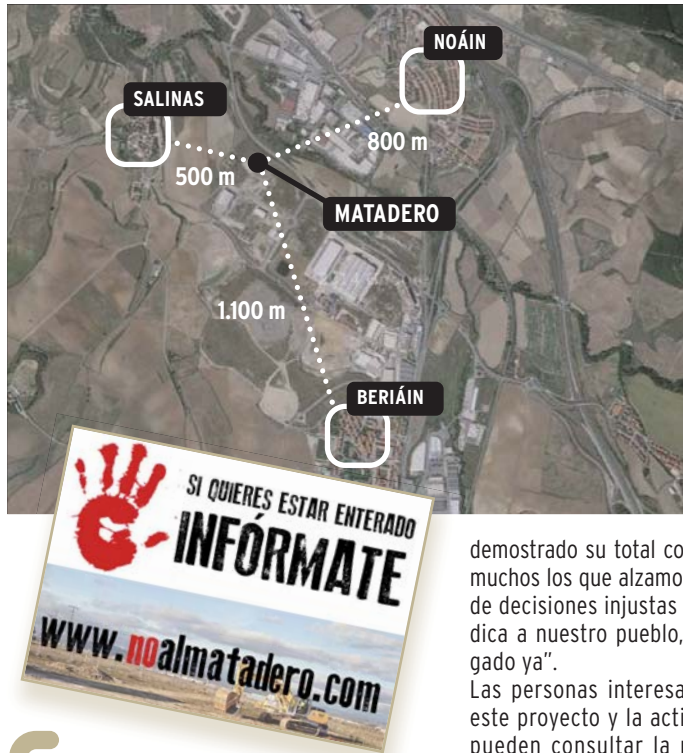 NOÁIN
SALINAS
800 m
500 m
MATADERO
1.100 m
BERIÁIN
SI QUIERES ESTAR ENTERADO
INFÓRMATE
www.noalmatadero.com
demostrado su total co
muchos los que alzamo
de decisiones injustas
dica a nuestro pueblo,
gado ya”.
Las personas interesa
este proyecto y la acti
pueden consultar la